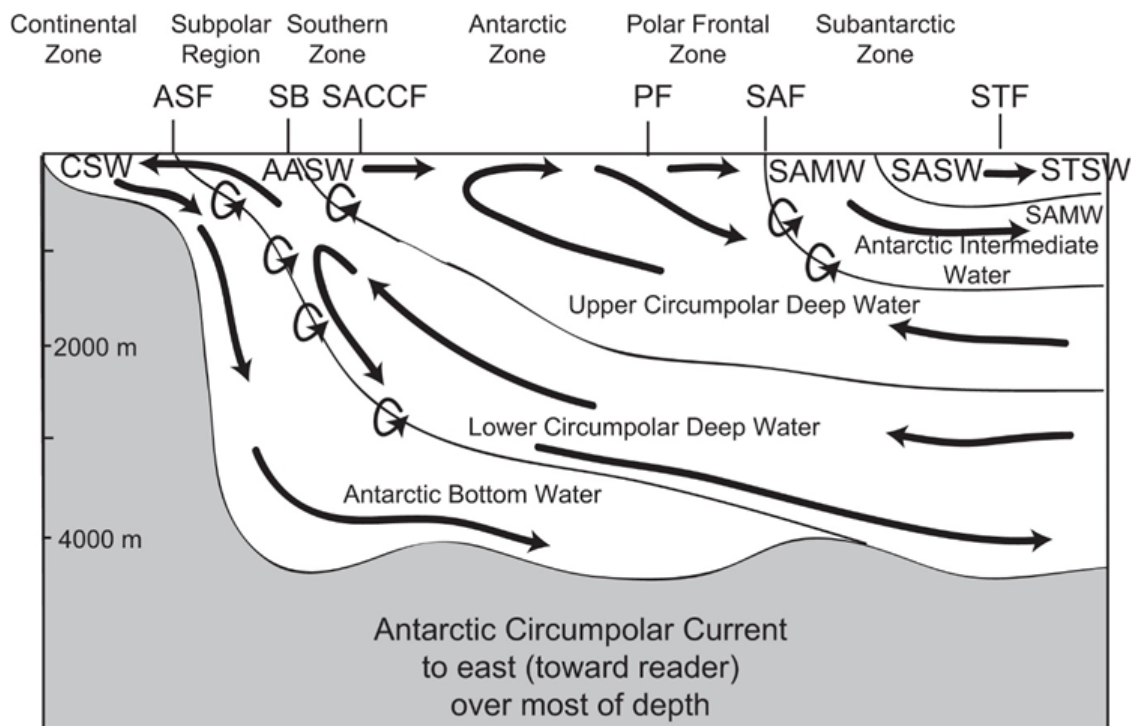 Continental
Zone
Subpolar
Region
Southern
Zone
Antarctic
Zone
Polar Frontal
Zone
Subantarctic
Zone
ASF
SB
SACCF
PF
SAF
STF
CSW
AASW
SAMW
SASW
STSW
SAMW
Antarctic Intermediate
Water
Upper Circumpolar Deep Water
2000 m
Lower Circumpolar Deep Water
Antarctic Bottom Water
4000 m
Antarctic Circumpolar Current
to east (toward reader)
over most of depth